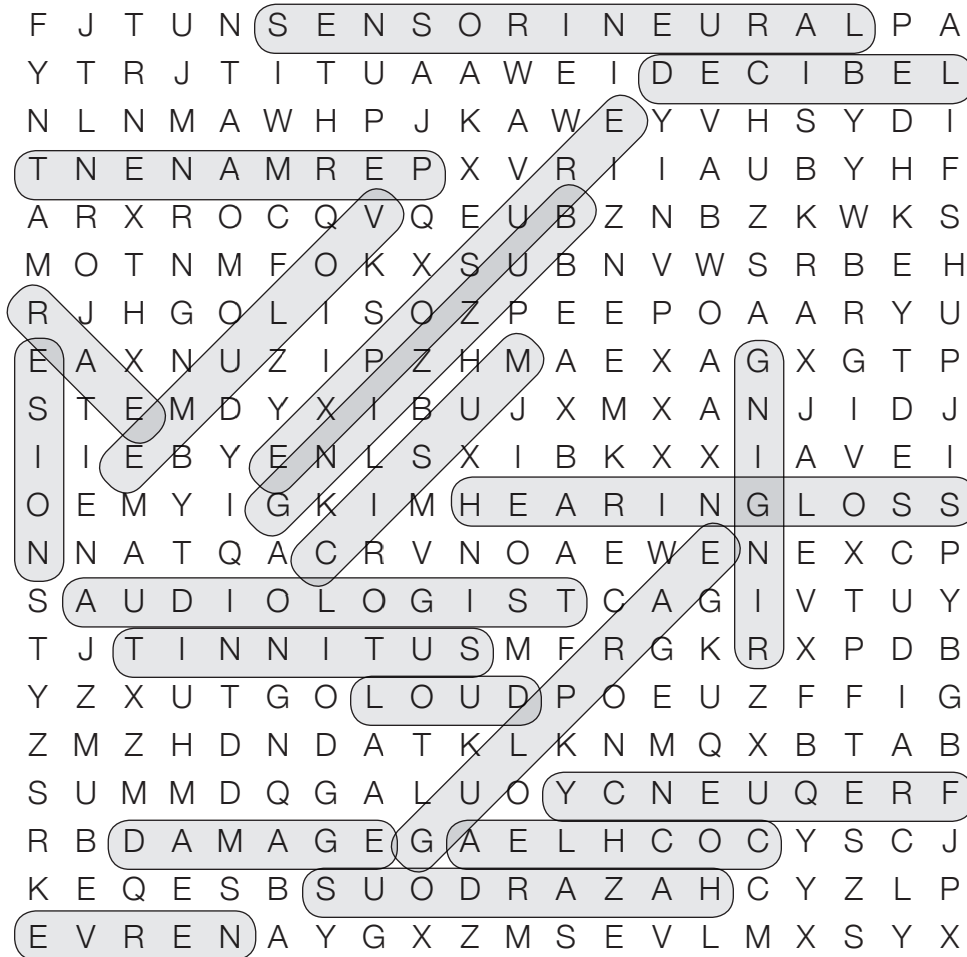 F J T U N S E N S O R I N E U R A L P A
Y T R J T I T U A A W E I D E C I B E L
N L N M A W H P J K A W E Y V H S Y D I
T N E N A M R E P X V R I I A U B Y H F
A R X R O C Q V Q E U B Z N B Z K W K S
M O T N M F O K X S U B N V W S R B E H
R J H G O L I S O Z P E E P O A A R Y U
E A X N U Z I P Z H M A E X A G X G T P
S T E M D Y X I B U J X M X A N J I D J
I I E B Y E N L S X I B K X X I A V E I
O E M Y I G K I M H E A R I N G L O S S
N N A T Q A C R V N O A E W E N E X C P
S A U D I O L O G I S T C A G I V T U Y
T J T I N N I T U S M F R G K R X P D B
Y Z X U T G O L O U D P O E U Z F F I G
Z M Z H D N D A T K L K N M Q X B T A B
S U M M D Q G A L U O Y C N E U Q E R F
R B D A M A G E G A E L H C O C Y S C J
K E Q E S B S U O D R A Z A H C Y Z L P
E V R E N A Y G X Z M S E V L M X S Y X